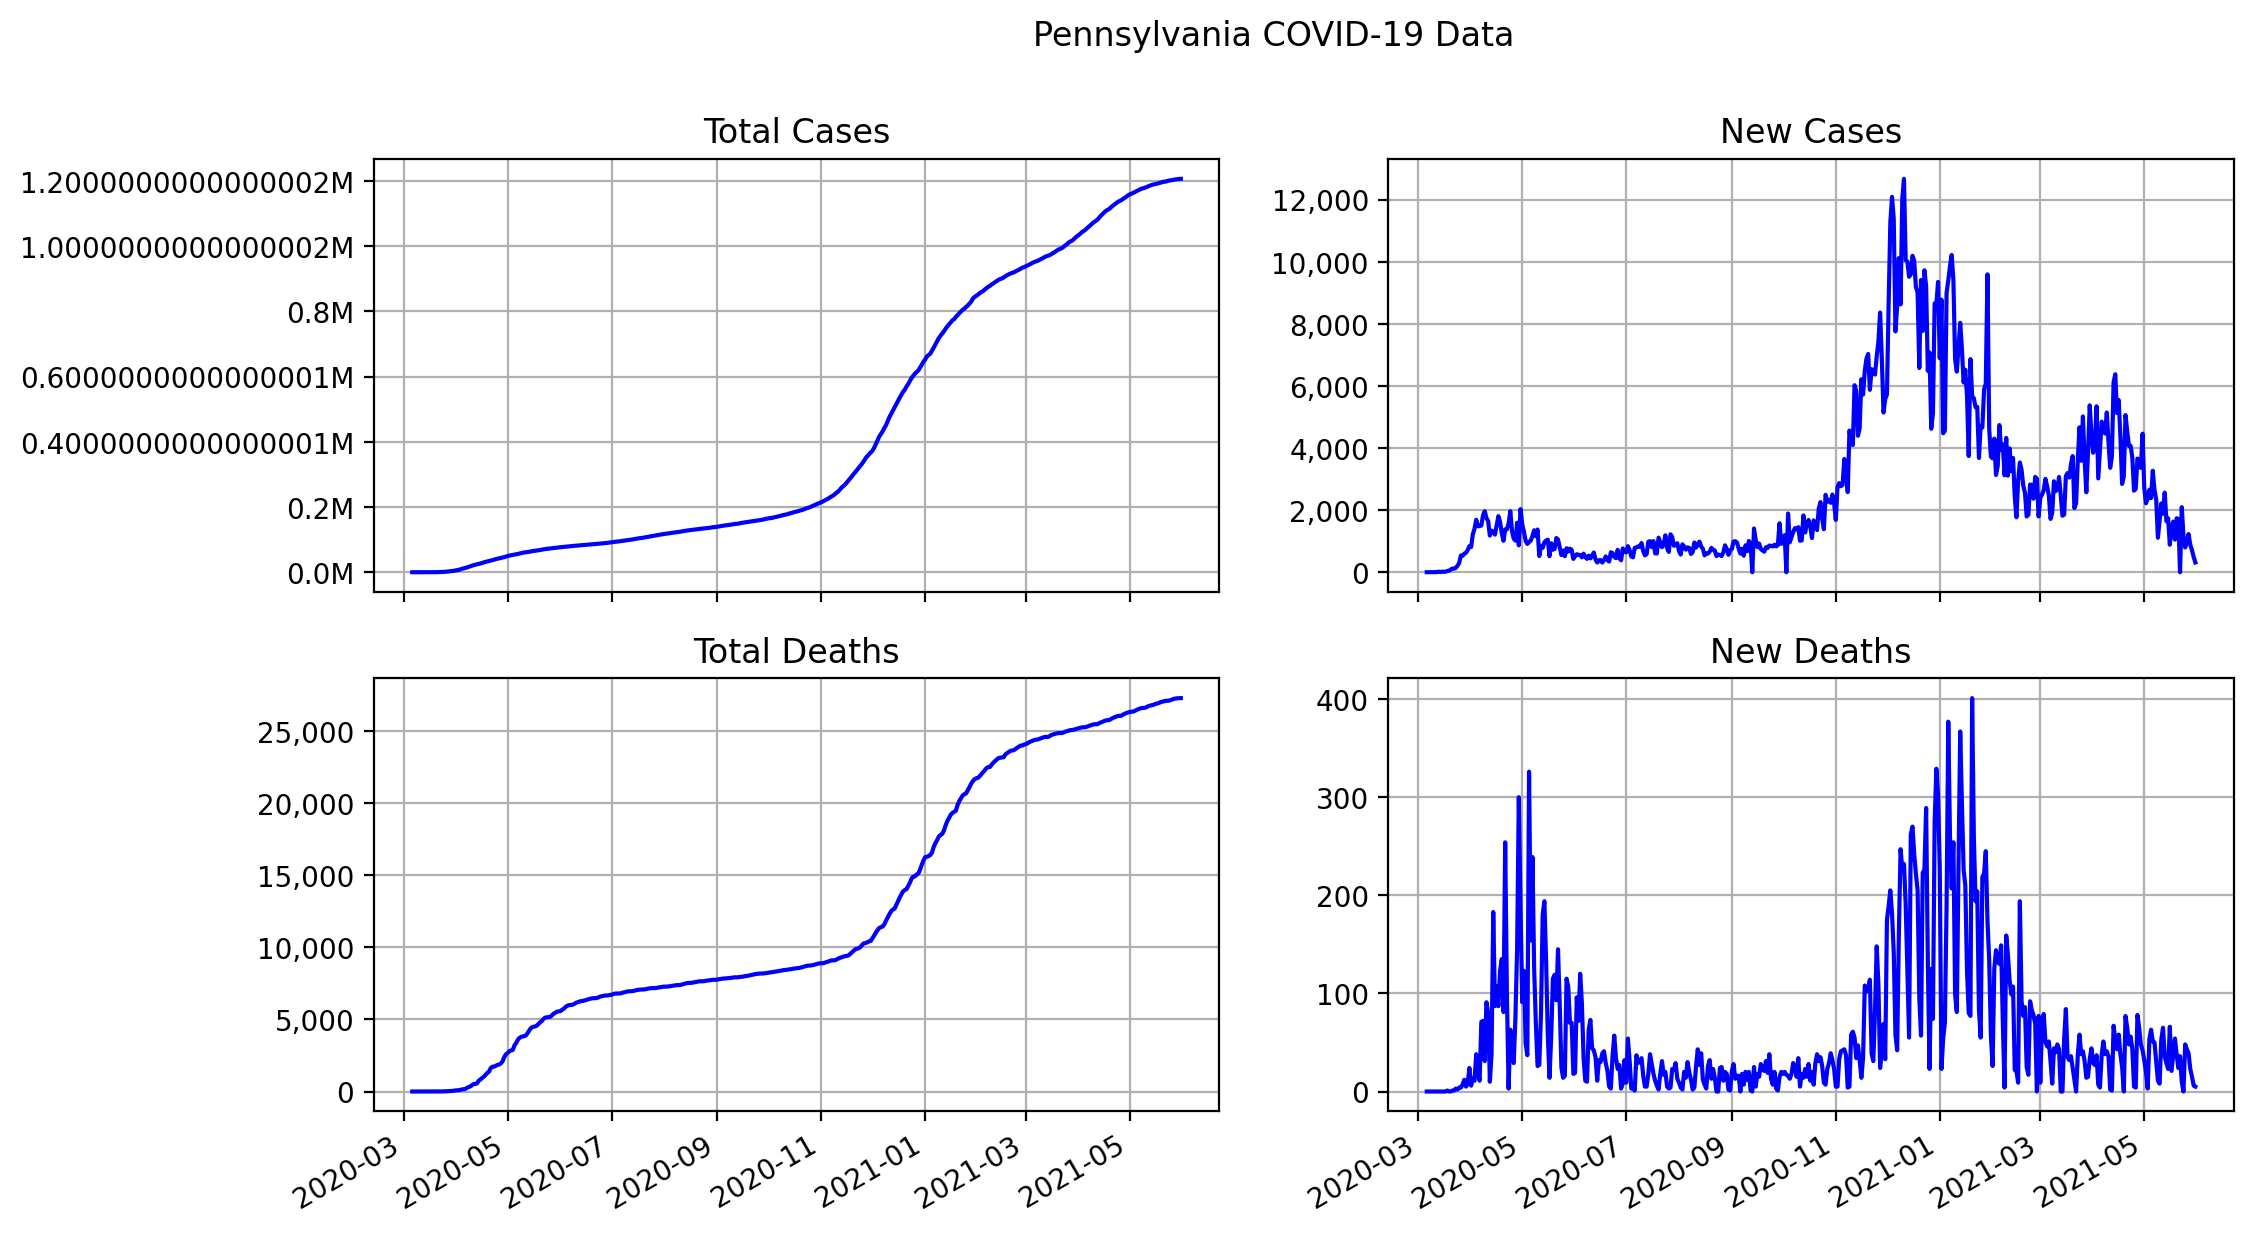 Pennsylvania COVID-19 Data
Total Cases
1.2000000000000002M
1.0000000000000002M
0.8M
0.6000000000000001M
0.4000000000000001M
0.2M
0.0M
New Cases
12,000
10,000
8,000
6,000
4,000
2,000
0
Total Deaths
25,000
20,000
15,000
10,000
5,000
0
2020-03
2020-05
2020-07
2020-09
2020-11
2021-01
2021-03
2021-05
New Deaths
400
300
200
100
0
2020-03
2020-05
2020-07
2020-09
2020-11
2021-01
2021-03
2021-05